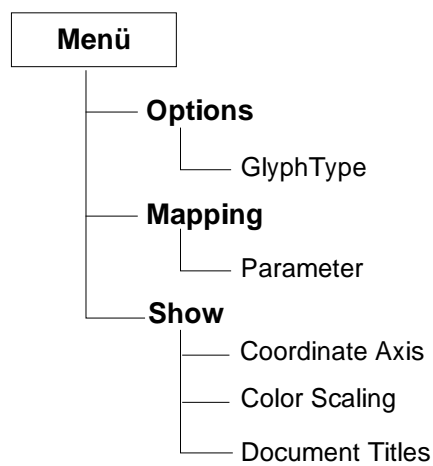 Menü
Options
GlyphType
Mapping
Parameter
Show
Coordinate Axis
Color Scaling
Document Titles